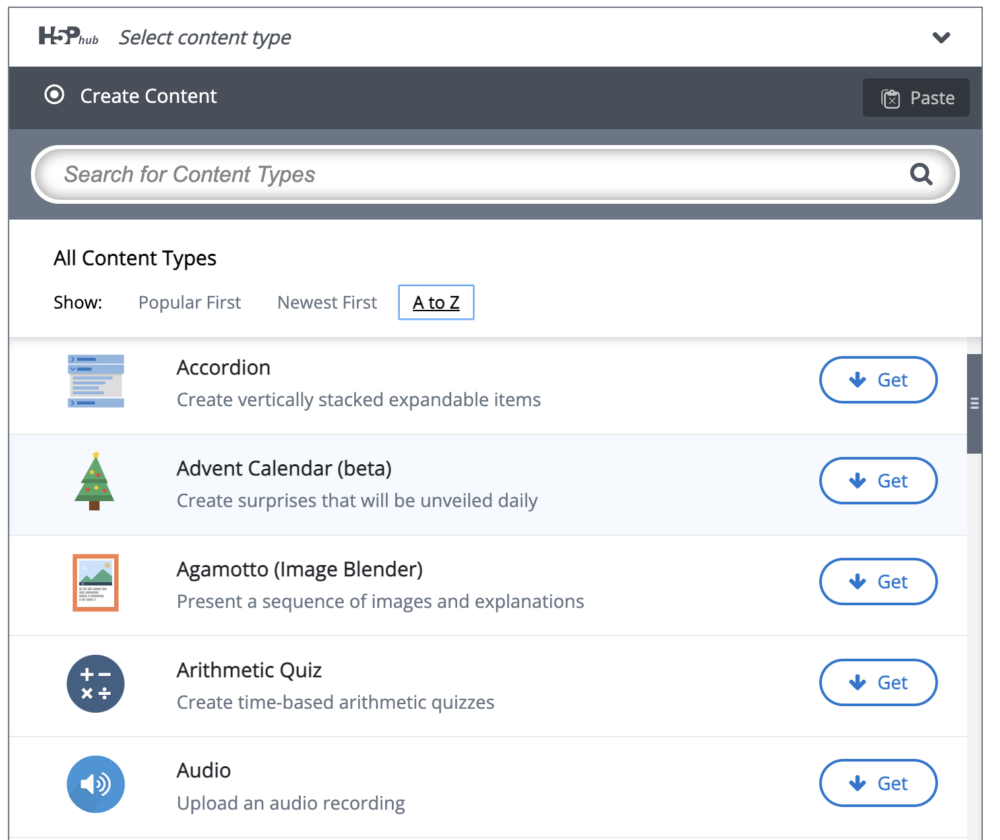 H5P hub Select content type
Create Content
Paste
Search for Content Types
All Content Types
Show: Popular First Newest First A to Z
Accordion
Create vertically stacked expandable items
Get
Advent Calendar (beta)
Create surprises that will be unveiled daily
Get
Agamotto (Image Blender)
Present a sequence of images and explanations
Get
Arithmetic Quiz
Create time-based arithmetic quizzes
Get
Audio
Upload an audio recording
Get